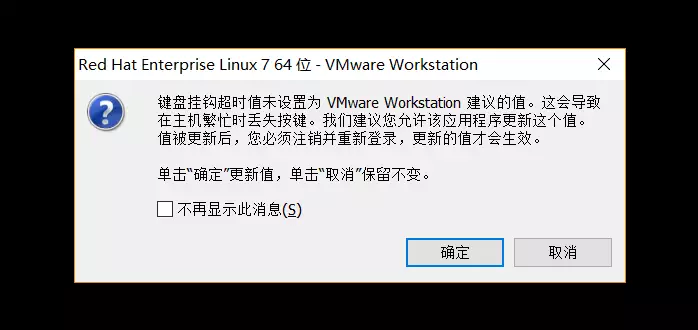 Red Hat Enterprise Linux 7 64 位 - VMware Workstation
键盘挂钩超时值未设置为 VMware Workstation 建议的值。这会导致
在主机繁忙时丢失按键。我们建议您允许该应用程序更新这个值。
值被更新后，您必须注销并重新登录，更新的值才会生效。
单击“确定”更新值，单击“取消”保留不变。
不再显示此消息(S)
确定
取消